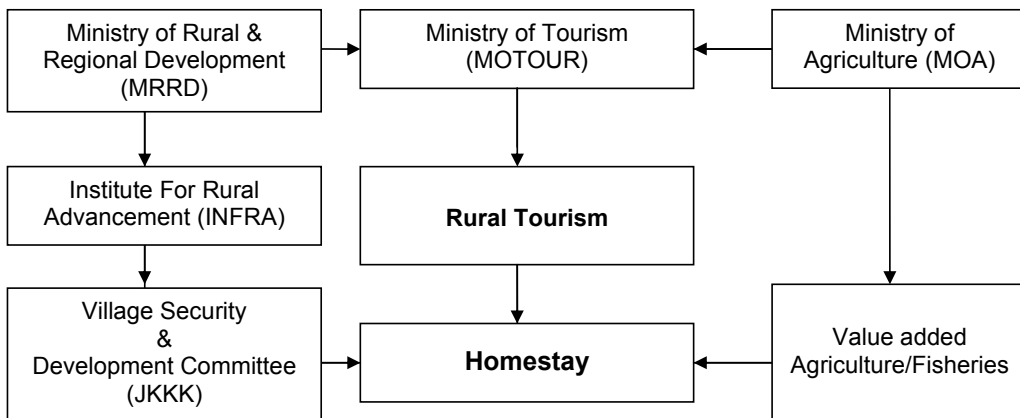 Ministry of Rural &
Regional Development
(MRRD)
Ministry of Tourism
(MOTOUR)
Ministry of
Agriculture (MOA)
Institute For Rural
Advancement (INFRA)
Rural Tourism
Village Security
&
Development Committee
(JKKK)
Homestay
Value added
Agriculture/Fisheries